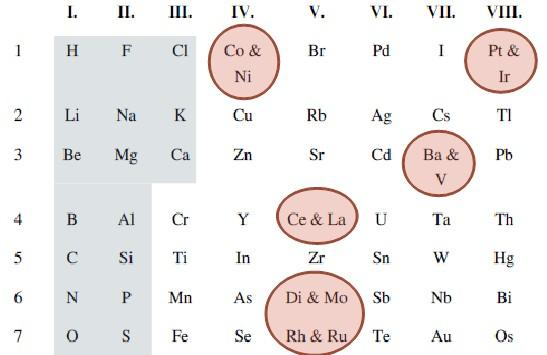 I. II. III. IV. V. VI. VII. VIII.
1 H F Cl Co & Ni Br Pd I Pt & Ir
2 Li Na K Cu Rb Ag Cs Tl
3 Be Mg Ca Zn Sr Cd Ba & V Pb
4 B Al Cr Y Ce & La U Ta Th
5 C Si Ti In Zr Sn W Hg
6 N P Mn As Di & Mo Sb Nb Bi
7 O S Fe Se Rh & Ru Te Au Os